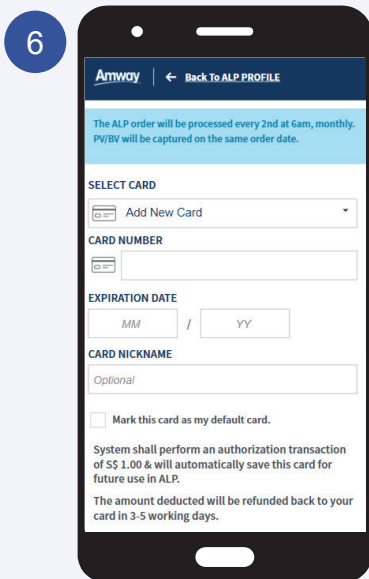 6
Amway ← Back To ALP PROFILE
The ALP order will be processed every 2nd at 6am, monthly.
PV/BV will be captured on the same order date.
SELECT CARD
Add New Card
CARD NUMBER
EXPIRATION DATE
MM / YY
CARD NICKNAME
Optional
Mark this card as my default card.
System shall perform an authorization transaction
of S$ 1.00 & will automatically save this card for
future use in ALP.
The amount deducted will be refunded back to your
card in 3-5 working days.